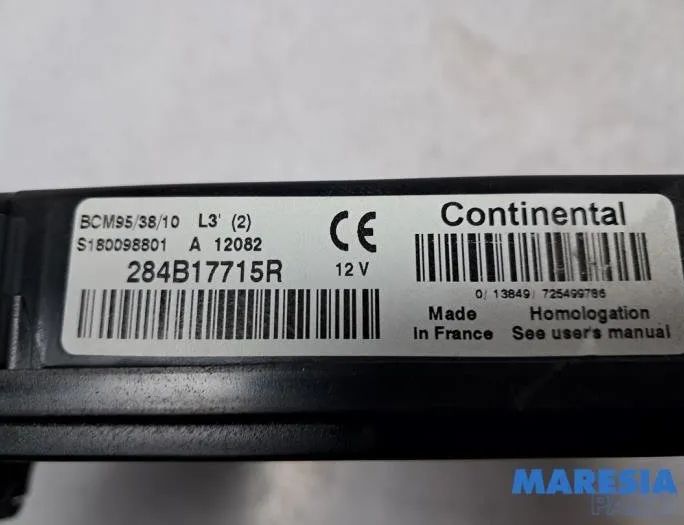 BCM95/38/10 L3' (2)
S180098801 A 12082
284B17715R
CE
12 V
Continental
0/ 13849/ 725499786
Made in France
Homologation
See user's manual
MARESIA
PARTS